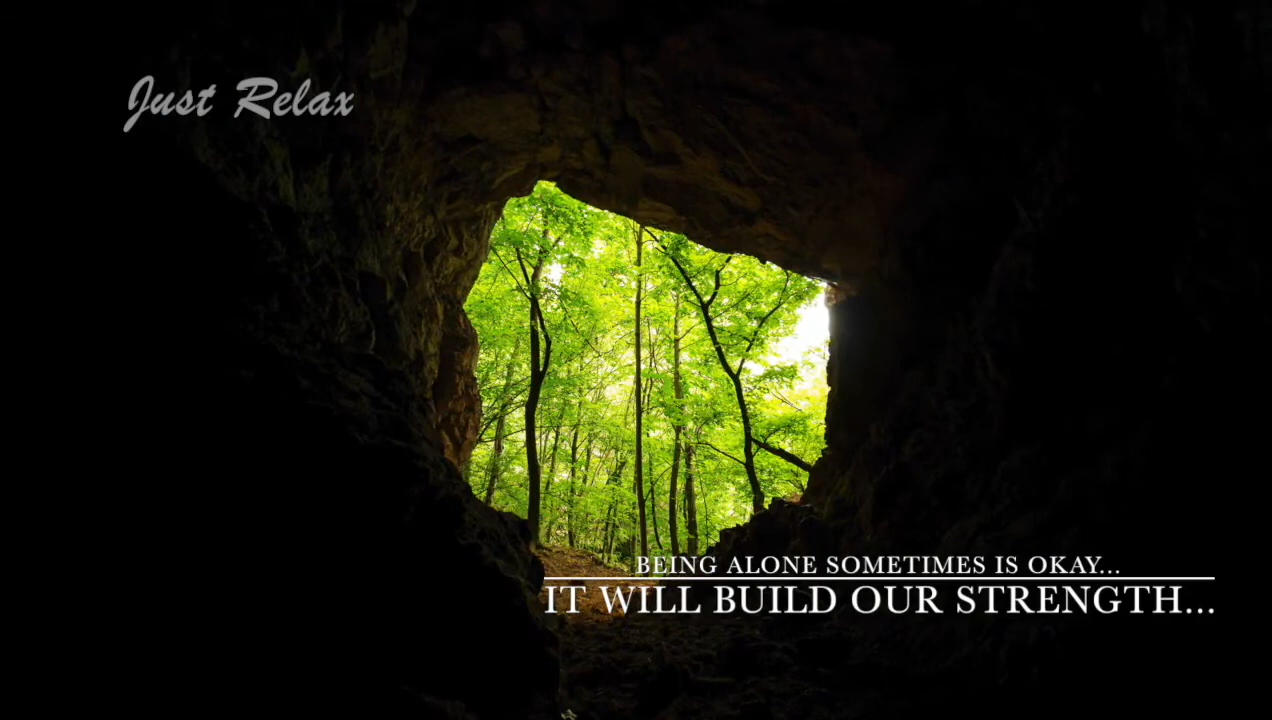 Just Relax
BEING ALONE SOMETIMES IS OKAY...
IT WILL BUILD OUR STRENGTH...